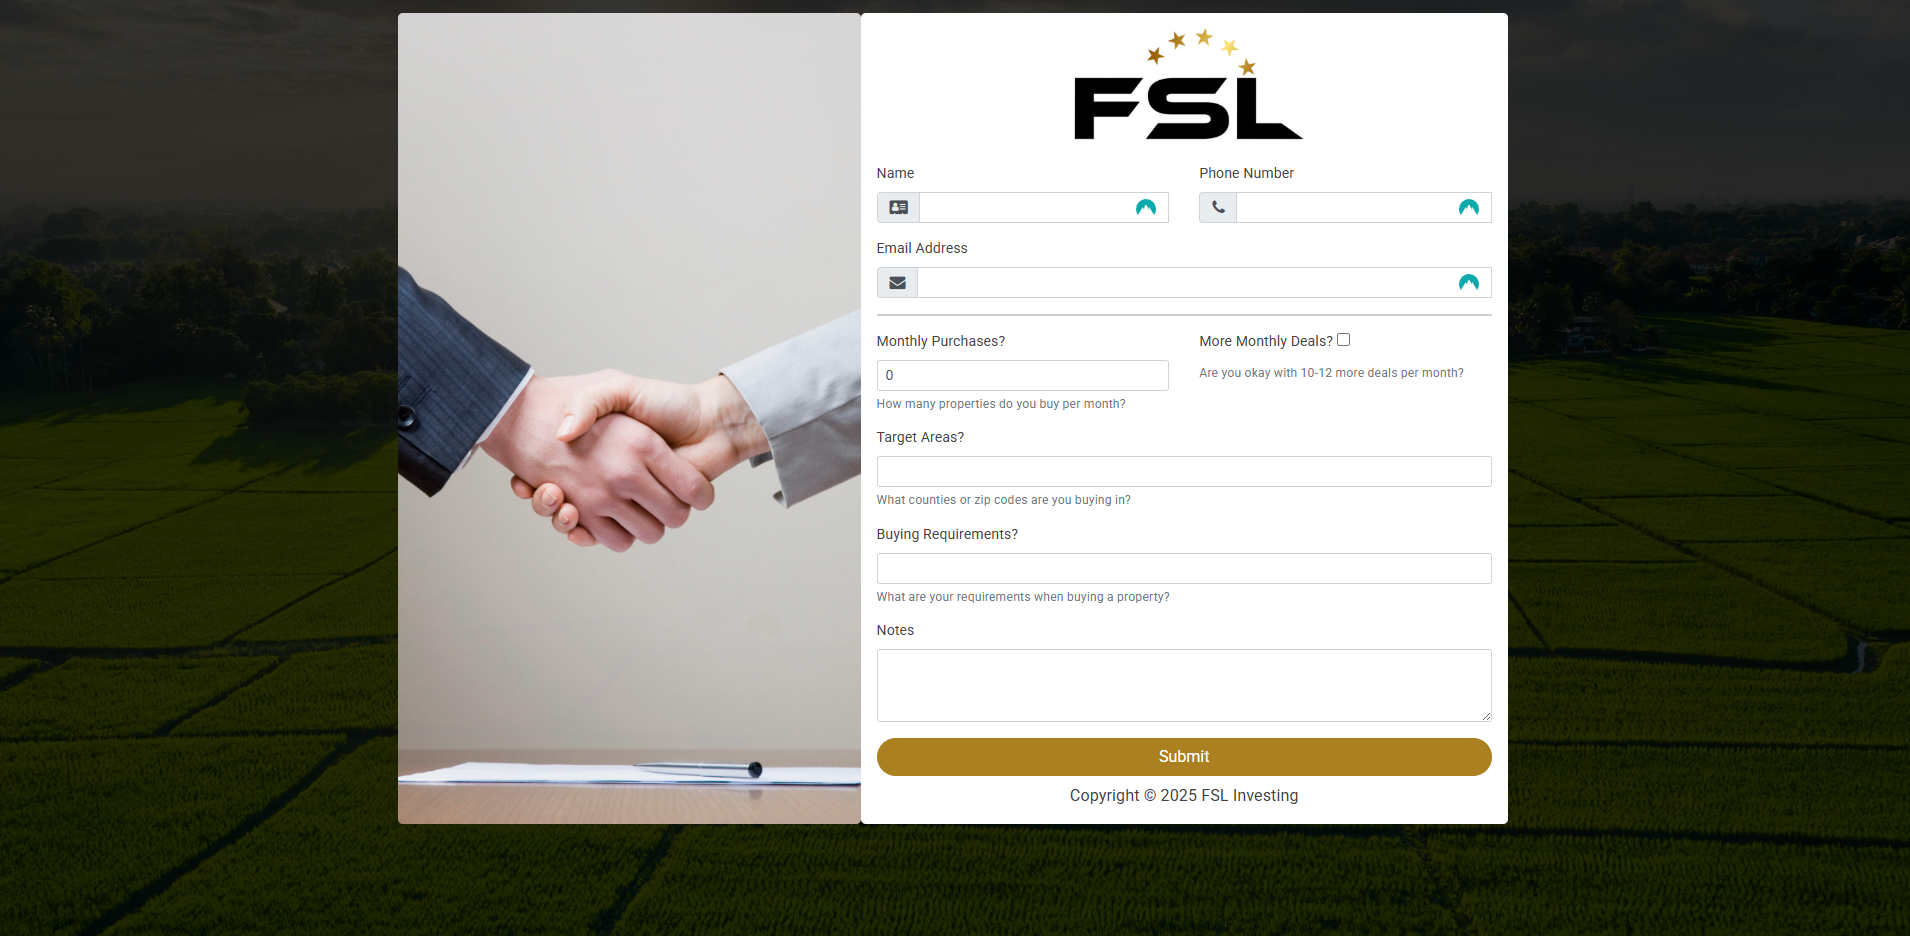 FSL
Name
Phone Number
Email Address
Monthly Purchases?
More Monthly Deals?
0
Are you okay with 10-12 more deals per month?
How many properties do you buy per month?
Target Areas?
What counties or zip codes are you buying in?
Buying Requirements?
What are your requirements when buying a property?
Notes
Submit
Copyright © 2025 FSL Investing